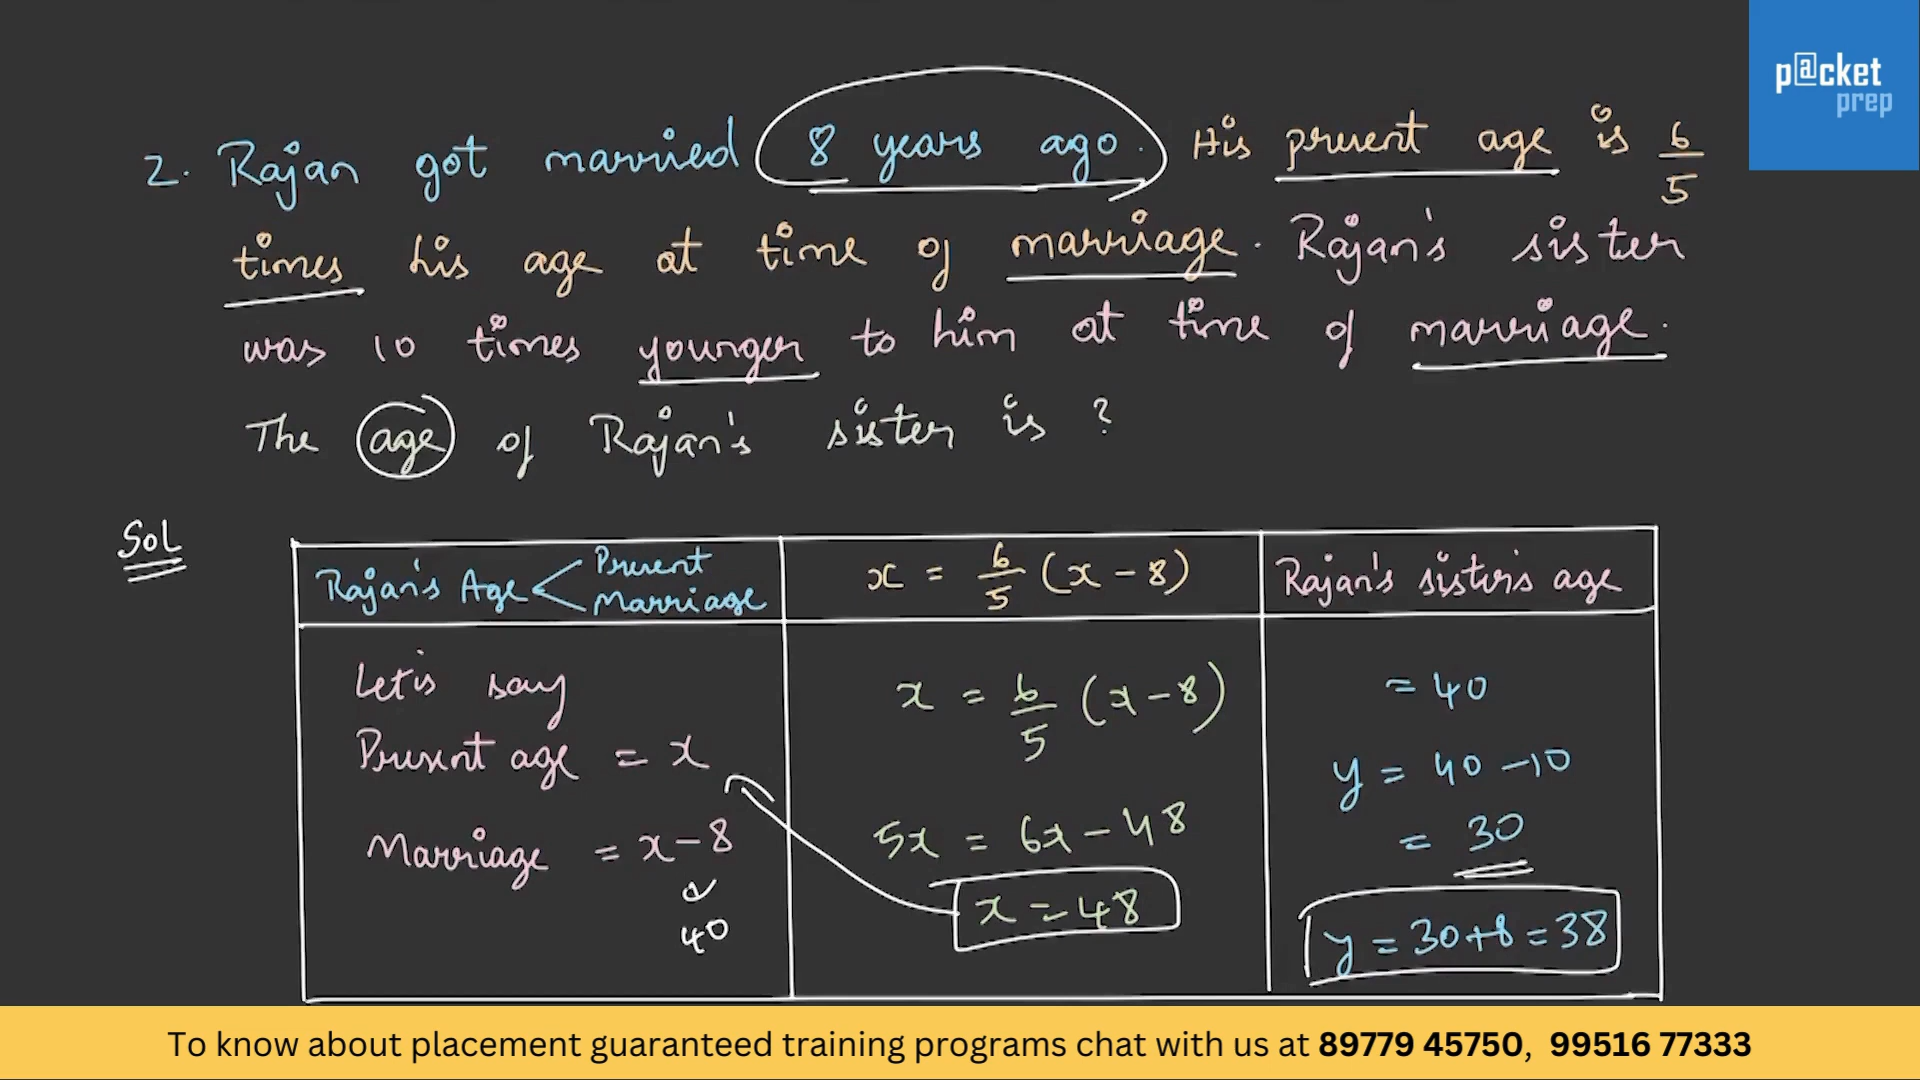 p@cket
prep
2. Rajan got married 8 years ago. His present age is 6/5
times his age at time of marriage. Rajan's sister
was 10 times younger to him at time of marriage.
The age of Rajan's sister is ?
Sol
Rajan's Age < Present
Marriage
x = 6/5 (x - 8)
Rajan's sister's age
Let's say
Present age = x
Marriage = x - 8
40
x = 6/5 (x - 8)
5x = 6x - 48
x = 48
= 40
y = 40 - 10
= 30
y = 30 + 8 = 38
To know about placement guaranteed training programs chat with us at 89779 45750, 99516 77333